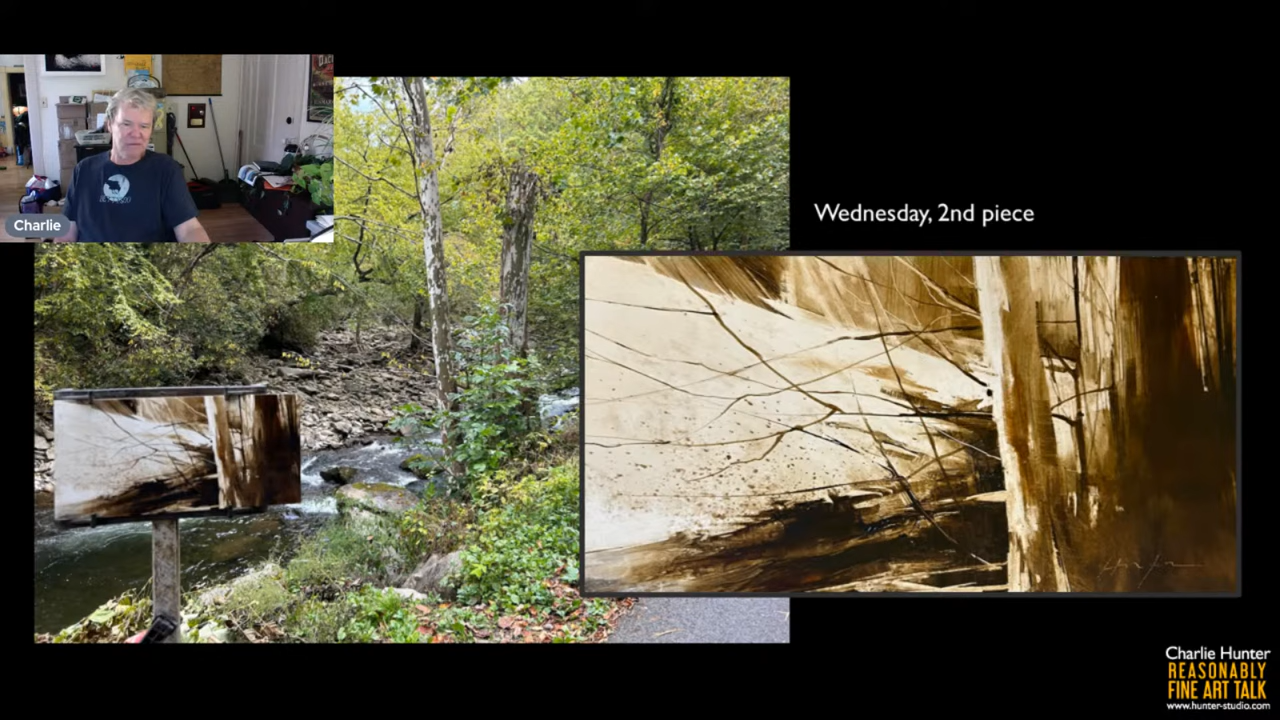 Charlie
Wednesday, 2nd piece
Charlie Hunter
REASONABLY
FINE ART TALK
www.hunter-studio.com